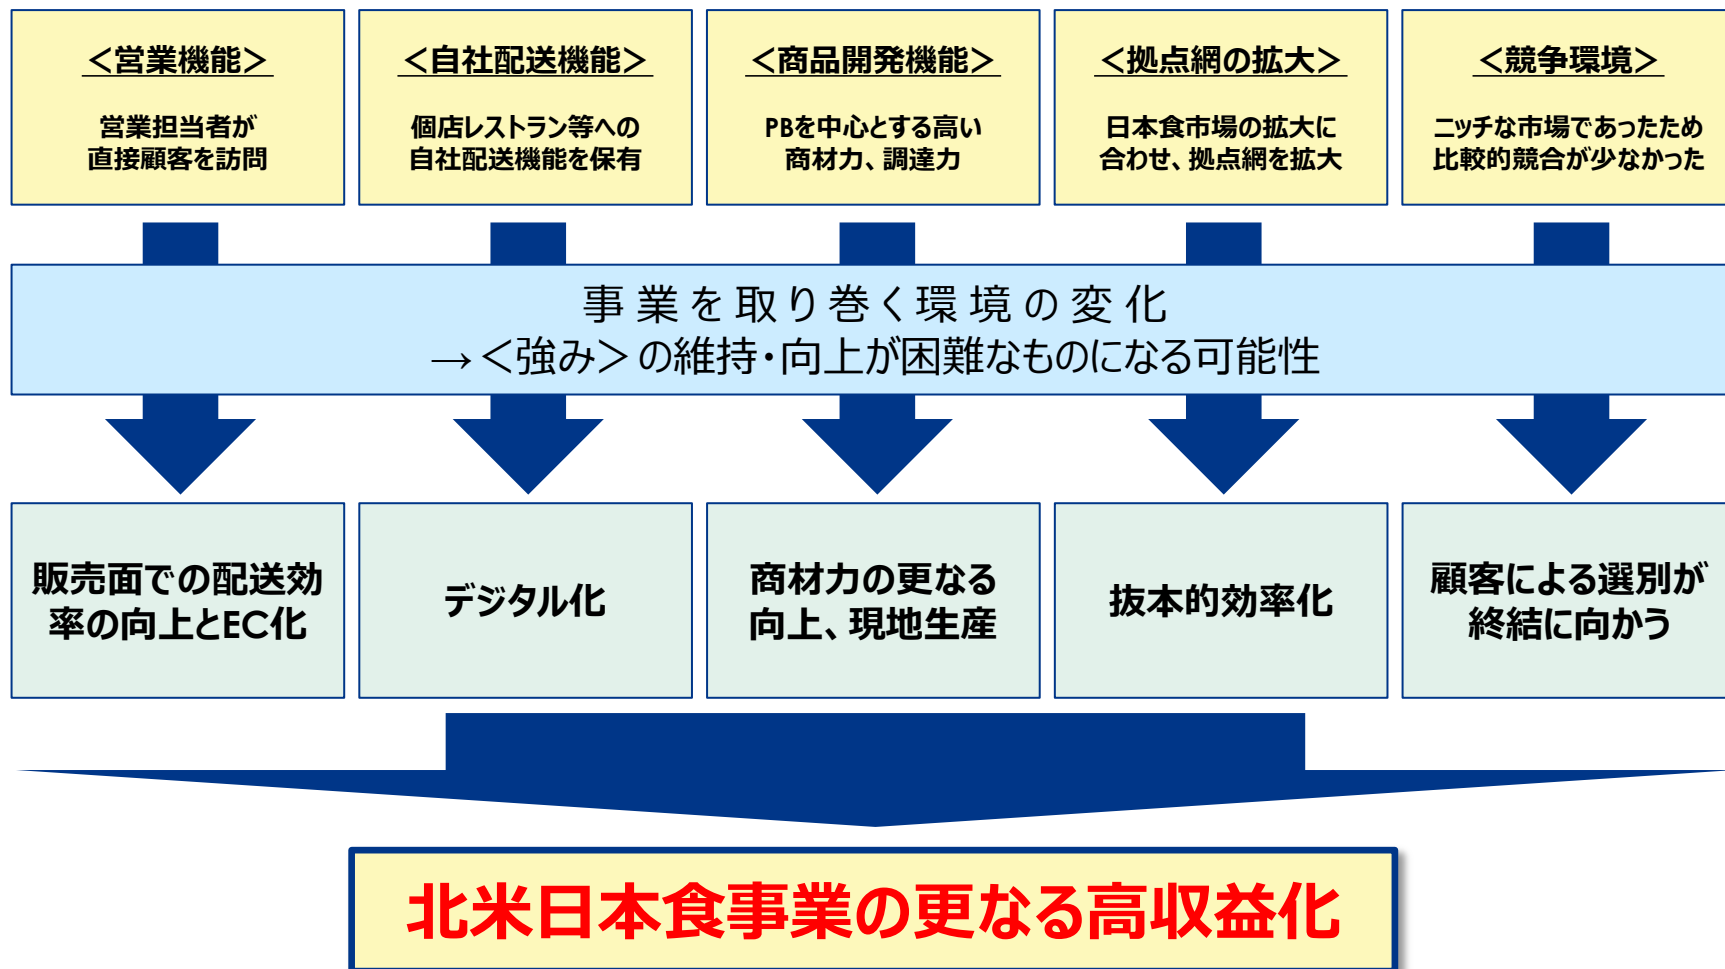 ＜営業機能＞
営業担当者が
直接顧客を訪問
＜自社配送機能＞
個店レストラン等への
自社配送機能を保有
＜商品開発機能＞
PBを中心とする高い
商材力、調達力
＜拠点網の拡大＞
日本食市場の拡大に
合わせ、拠点網を拡大
＜競争環境＞
ニッチな市場であったため
比較的競合が少なかった
事業を取り巻く環境の変化
→＜強み＞の維持・向上が困難なものになる可能性
販売面での配送効
率の向上とEC化
デジタル化
商材力の更なる
向上、現地生産
抜本的効率化
顧客による選別が
終結に向かう
北米日本食事業の更なる高収益化